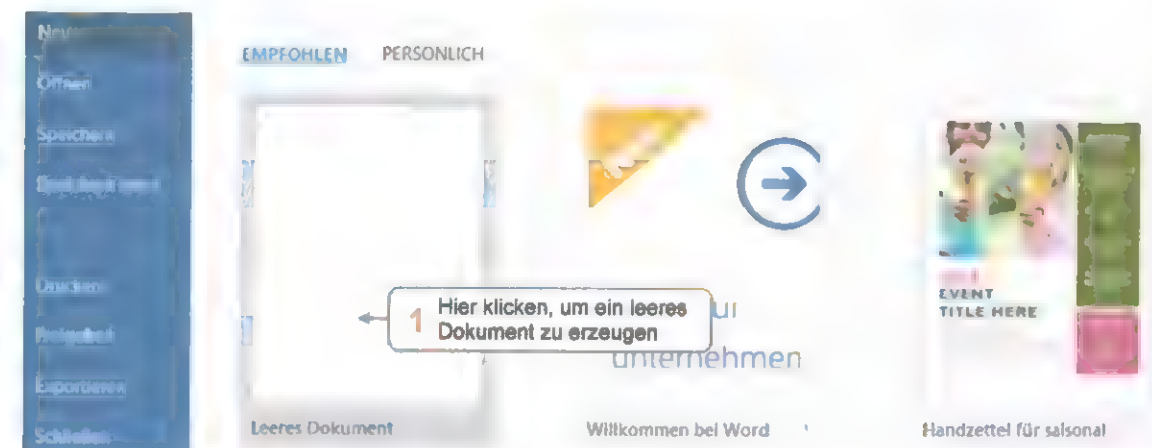 Neu
Öffnen
Speichern
Drucken
Exportieren
Schließen
EMPFOHLEN PERSÖNLICH
1 Hier klicken, um ein leeres
Dokument zu erzeugen
unternehmen
EVENT
TITLE HERE
Leeres Dokument
Willkommen bei Word
Handzettel für saisonal